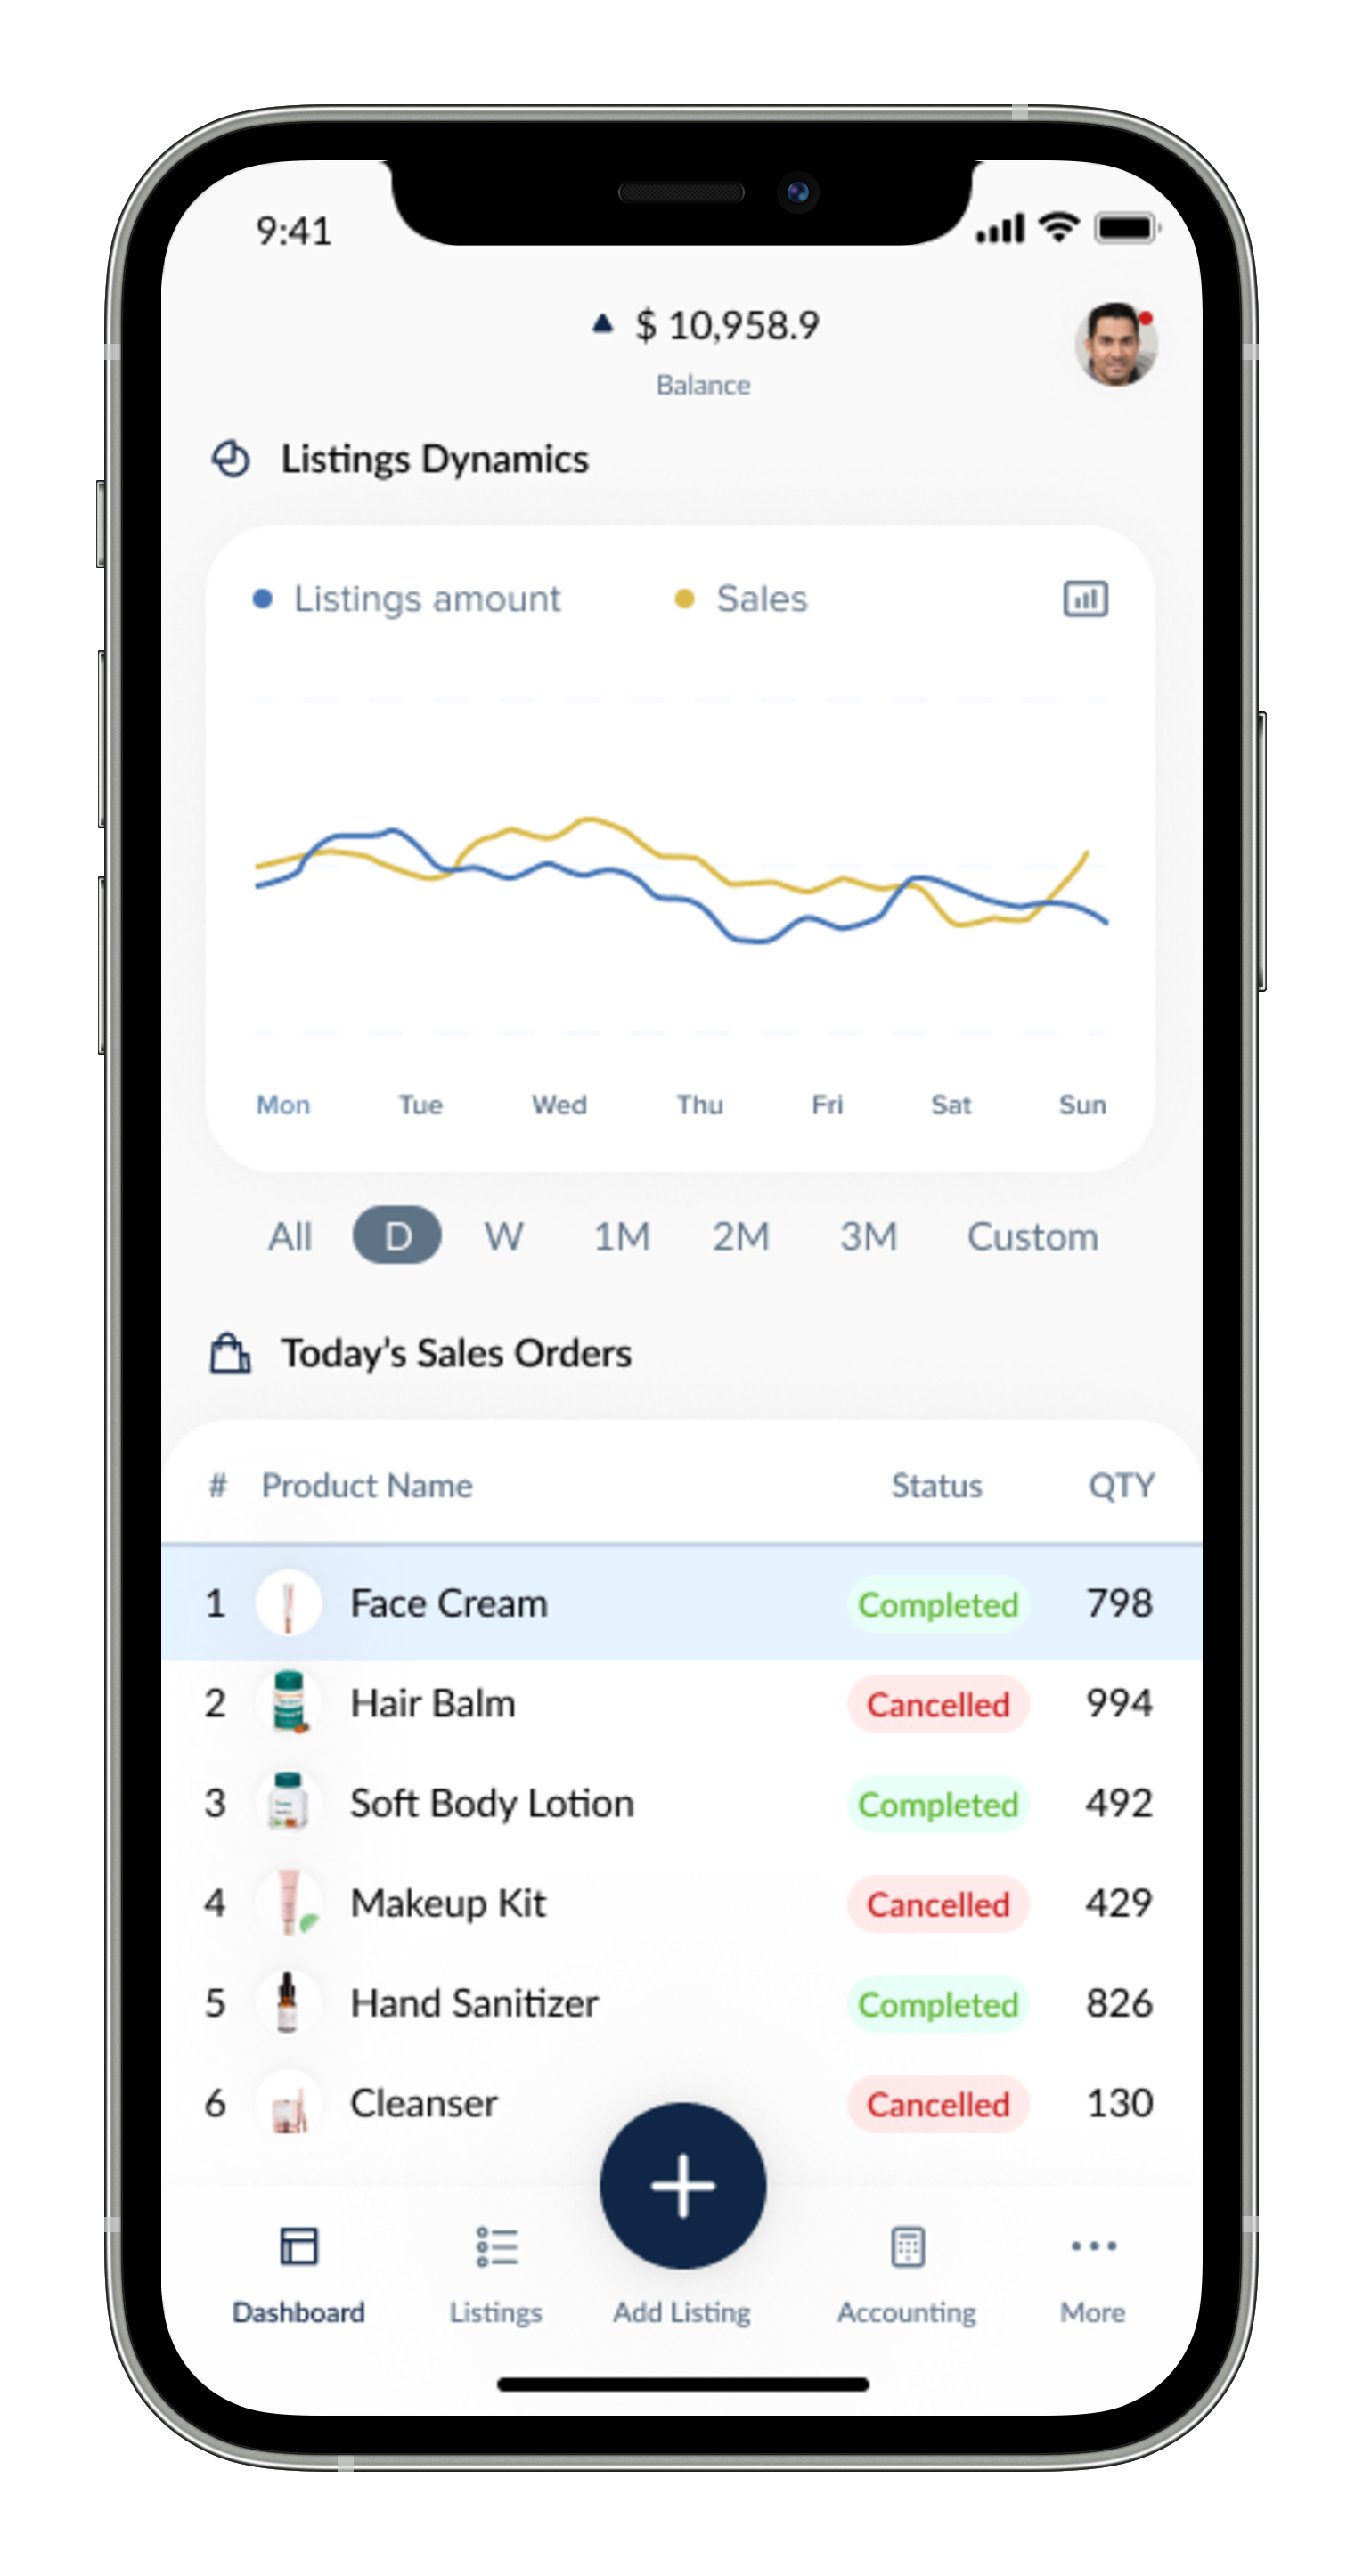 9:41
$ 10,958.9
Balance
Listings Dynamics
Listings amount Sales
Mon Tue Wed Thu Fri Sat Sun
All D W 1M 2M 3M Custom
Today's Sales Orders
# Product Name Status QTY
1 Face Cream Completed 798
2 Hair Balm Cancelled 994
3 Soft Body Lotion Completed 492
4 Makeup Kit Cancelled 429
5 Hand Sanitizer Completed 826
6 Cleanser Cancelled 130
Dashboard Listings Add Listing Accounting More